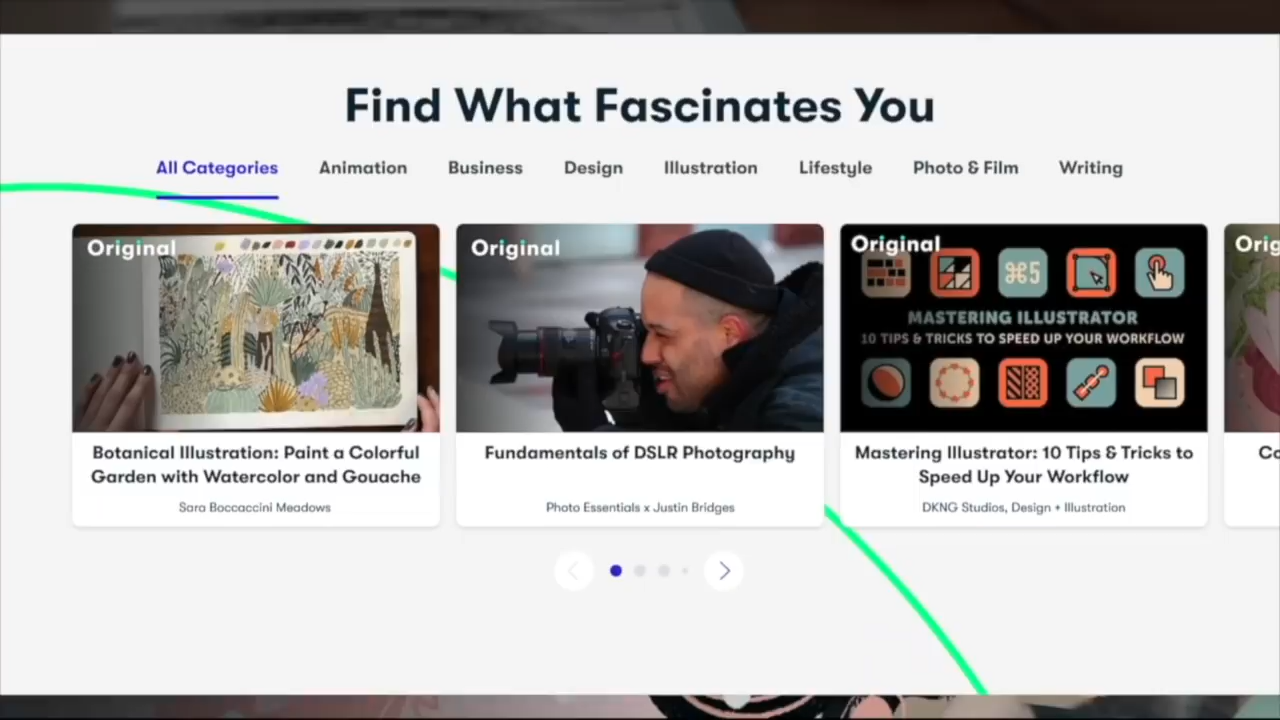 Find What Fascinates You
All Categories Animation Business Design Illustration Lifestyle Photo & Film Writing
Original
Botanical Illustration: Paint a Colorful
Garden with Watercolor and Gouache
Sara Boccaccini Meadows
Original
Fundamentals of DSLR Photography
Photo Essentials x Justin Bridges
Original
⌘5
MASTERING ILLUSTRATOR
10 TIPS & TRICKS TO SPEED UP YOUR WORKFLOW
Mastering Illustrator: 10 Tips & Tricks to
Speed Up Your Workflow
DKNG Studios, Design + Illustration